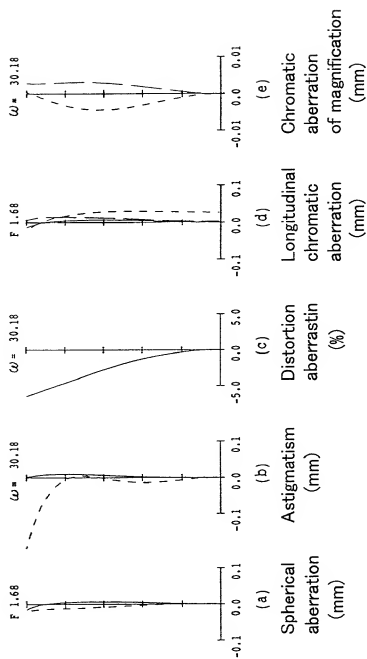 F 1.68
-0.1 0.0 0.1
(a)
Spherical
aberration
(mm)
ω= 30.18
-0.1 0.0 0.1
(b)
Astigmatism
(mm)
ω= 30.18
-5.0 0.0 5.0
(c)
Distortion
aberrastin
(%)
F 1.68
-0.1 0.0 0.1
(d)
Longitudinal
chromatic
aberration
(mm)
ω= 30.18
-0.01 0.0 0.01
(e)
Chromatic
aberration
of magnification
(mm)